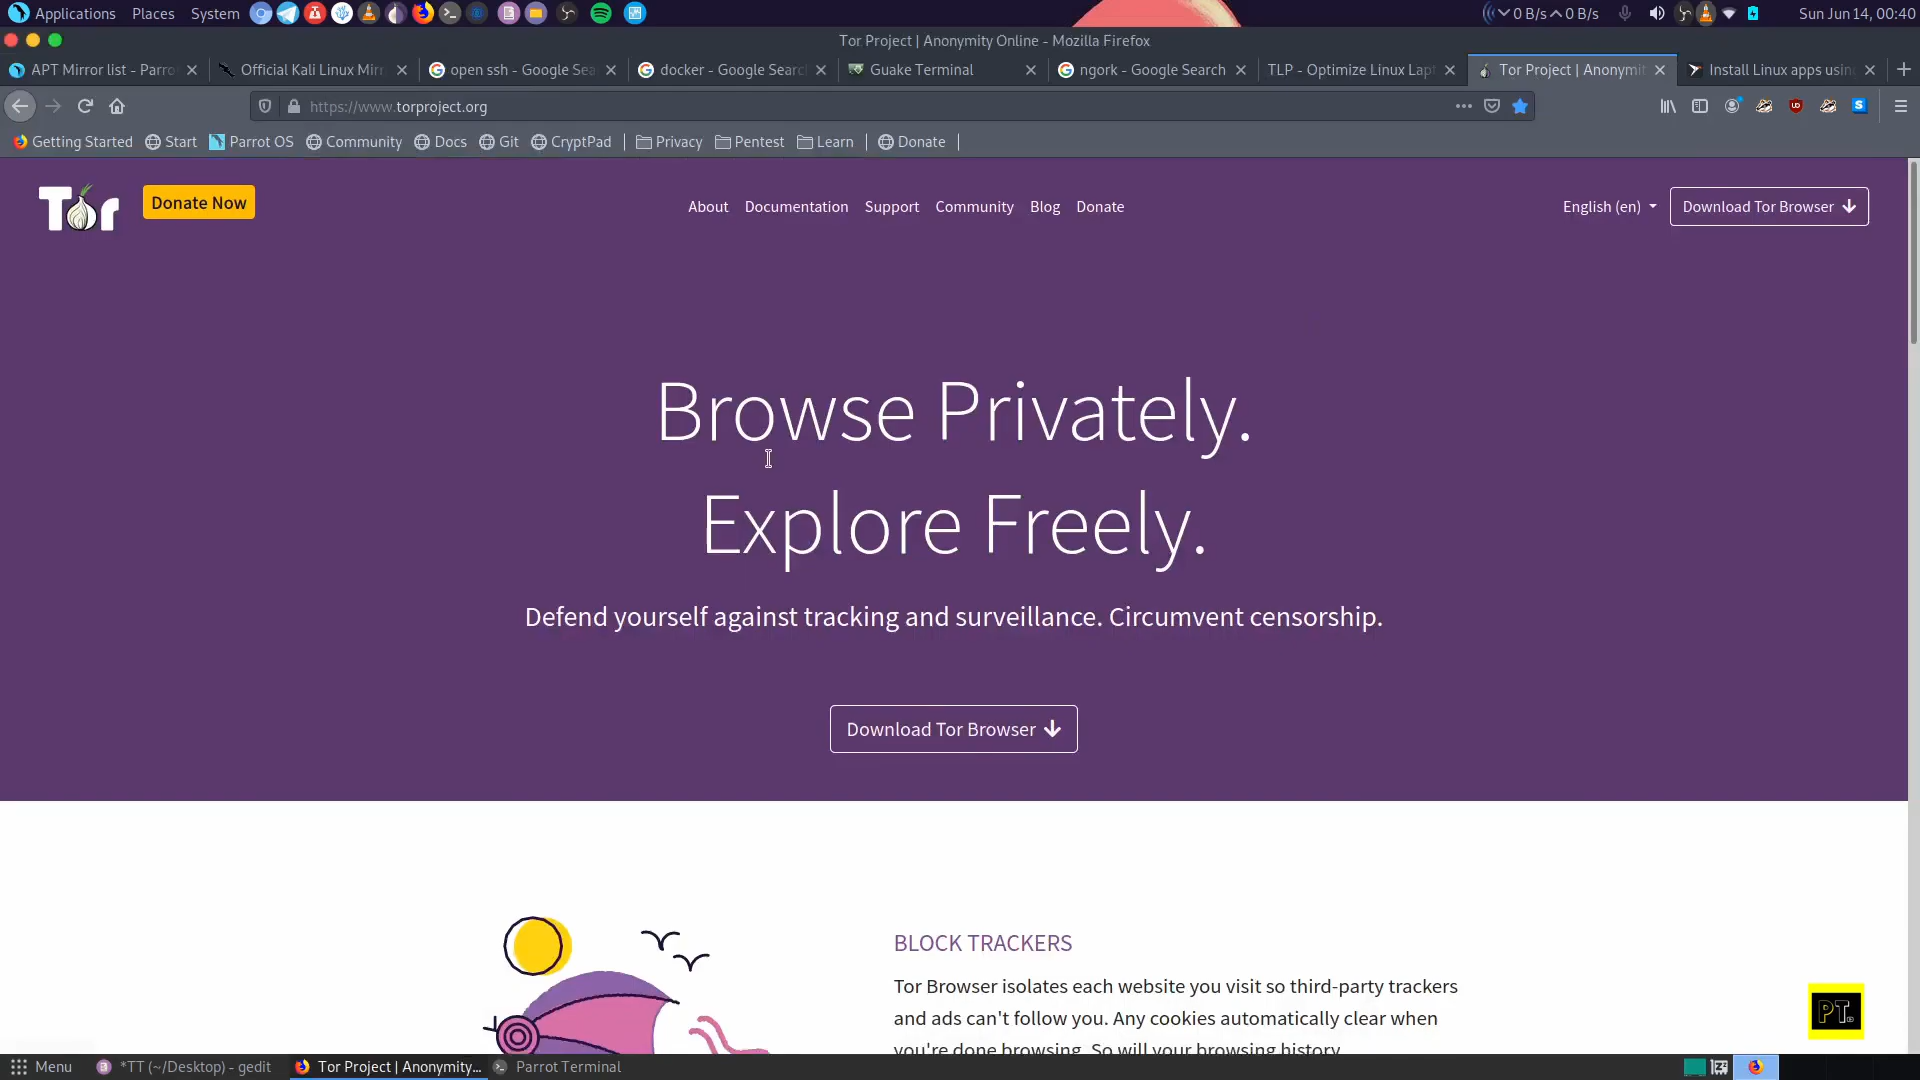 Applications Places System 0 B/s 0 B/s Sun Jun 14, 00:40
Tor Project | Anonymity Online - Mozilla Firefox
APT Mirror list - Parro
Official Kali Linux Mirr
open ssh - Google Sea
docker - Google Searc
Guake Terminal
ngork - Google Search
TLP - Optimize Linux Lap
Tor Project | Anonymit
Install Linux apps using
https://www.torproject.org
Getting Started Start Parrot OS Community Docs Git CryptPad Privacy Pentest Learn Donate
Tor Donate Now About Documentation Support Community Blog Donate English (en) Download Tor Browser
Browse Privately.
Explore Freely.
Defend yourself against tracking and surveillance. Circumvent censorship.
Download Tor Browser
BLOCK TRACKERS
Tor Browser isolates each website you visit so third-party trackers
and ads can't follow you. Any cookies automatically clear when
you're done browsing. So will your browsing history.
PT
Menu *TT (~/Desktop) - gedit Tor Project | Anonymity... Parrot Terminal